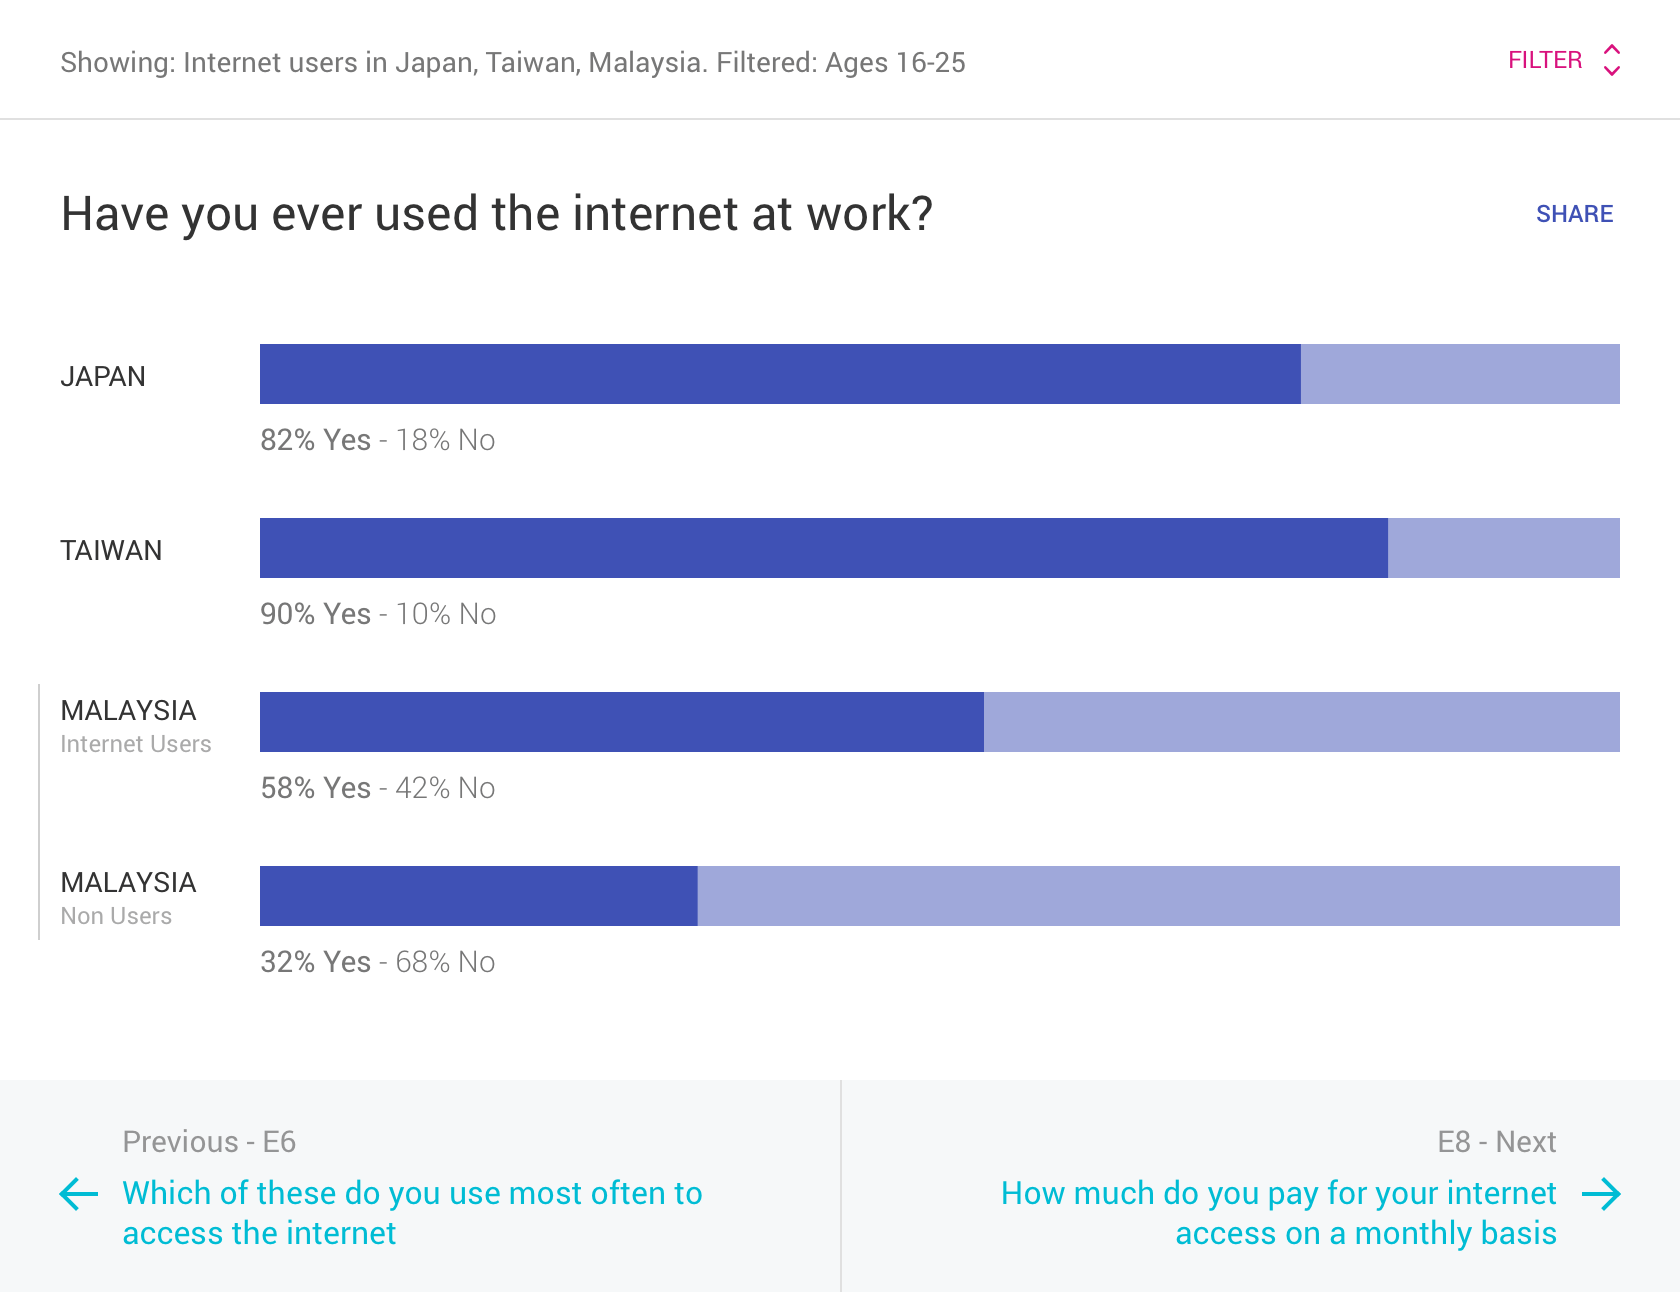 Showing: Internet users in Japan, Taiwan, Malaysia. Filtered: Ages 16-25
FILTER
Have you ever used the internet at work?
SHARE
JAPAN
82% Yes - 18% No
TAIWAN
90% Yes - 10% No
MALAYSIA
Internet Users
58% Yes - 42% No
MALAYSIA
Non Users
32% Yes - 68% No
Previous - E6
Which of these do you use most often to
access the internet
E8 - Next
How much do you pay for your internet
access on a monthly basis